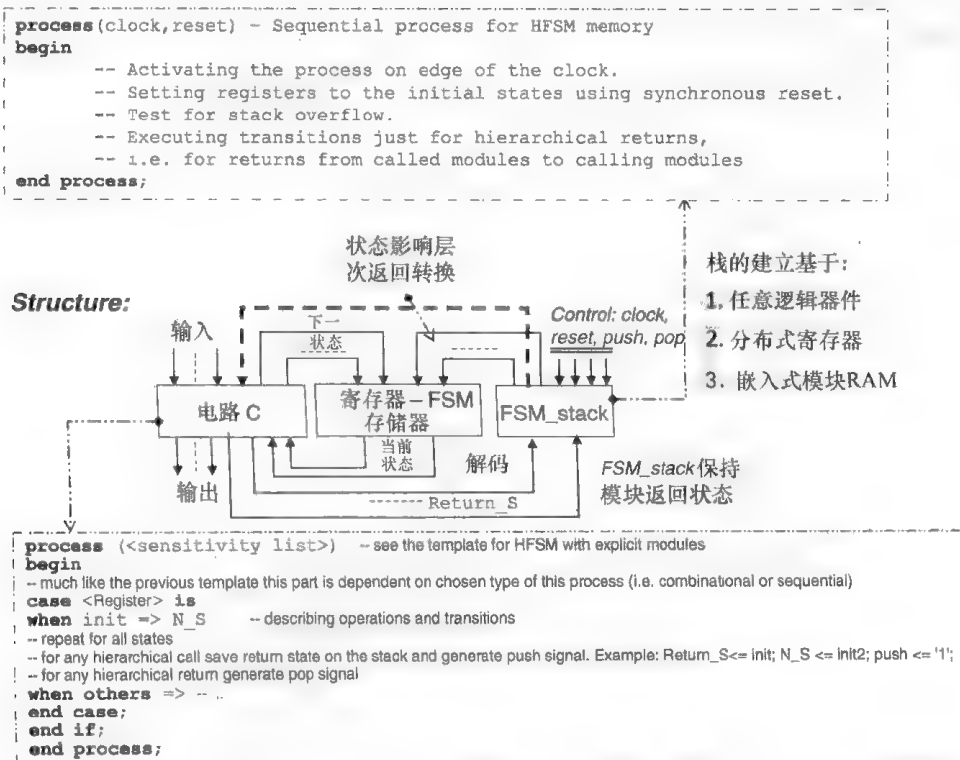 process(clock,reset) – Sequential process for HFSM memory
begin
-- Activating the process on edge of the clock.
-- Setting registers to the initial states using synchronous reset.
-- Test for stack overflow.
-- Executing transitions just for hierarchical returns,
-- i.e. for returns from called modules to calling modules
end process;
状态影响层
次返回转换
栈的建立基于:
1. 任意逻辑器件
2. 分布式寄存器
3. 嵌入式模块RAM
Structure:
输入
下一
状态
Control: clock,
reset, push, pop
电路 C
寄存器－FSM
存储器
FSM_stack
当前
状态
解码
输出
Return_S
FSM_stack保持
模块返回状态
process (<sensitivity list>) -- see the template for HFSM with explicit modules
begin
-- much like the previous template this part is dependent on chosen type of this process (i.e. combinational or sequential)
case <Register> is
when init => N_S -- describing operations and transitions
-- repeat for all states
-- for any hierarchical call save return state on the stack and generate push signal. Example: Return_S<= init; N_S <= init2; push <= '1';
-- for any hierarchical return generate pop signal
when others => -- ..
end case;
end if;
end process;